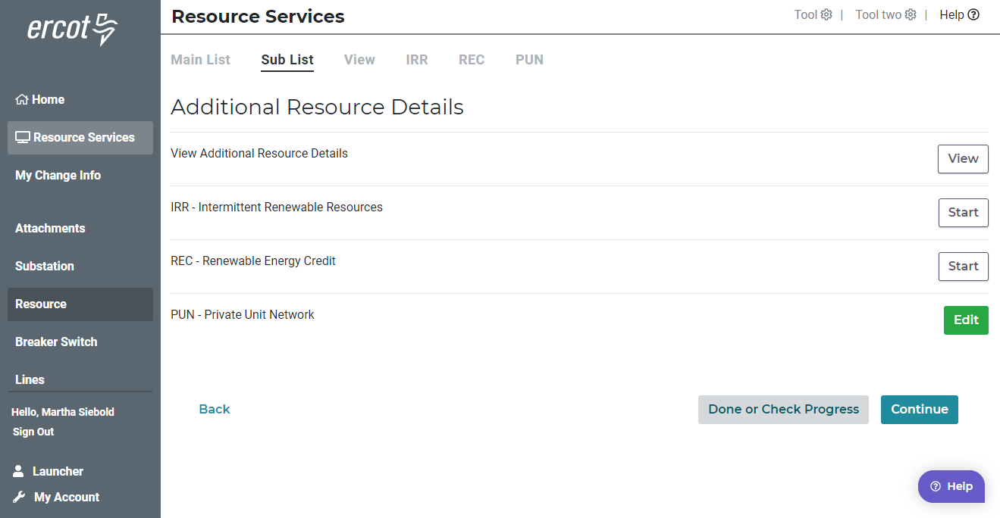 ercot
Resource Services
Tool | Tool two | Help
Main List Sub List View IRR REC PUN
Home
Resource Services
My Change Info
Attachments
Substation
Resource
Breaker Switch
Lines
Hello, Martha Siebold
Sign Out
Launcher
My Account
Additional Resource Details
View Additional Resource Details View
IRR - Intermittent Renewable Resources Start
REC - Renewable Energy Credit Start
PUN - Private Unit Network Edit
Back Done or Check Progress Continue
Help